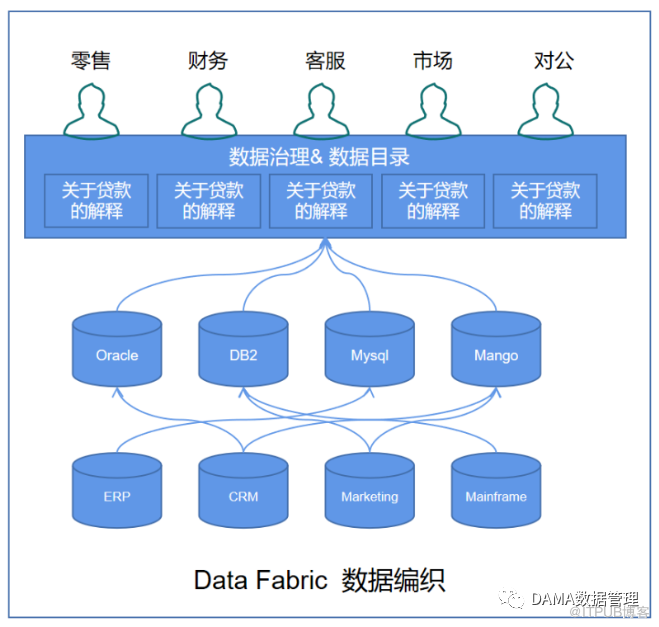 零售 财务 客服 市场 对公
数据治理& 数据目录
关于贷款 关于贷款 关于贷款 关于贷款 关于贷款
的解释 的解释 的解释 的解释 的解释
Oracle DB2 Mysql Mango
ERP CRM Marketing Mainframe
Data Fabric 数据编织
DAMA数据管理
@ITPUB博客